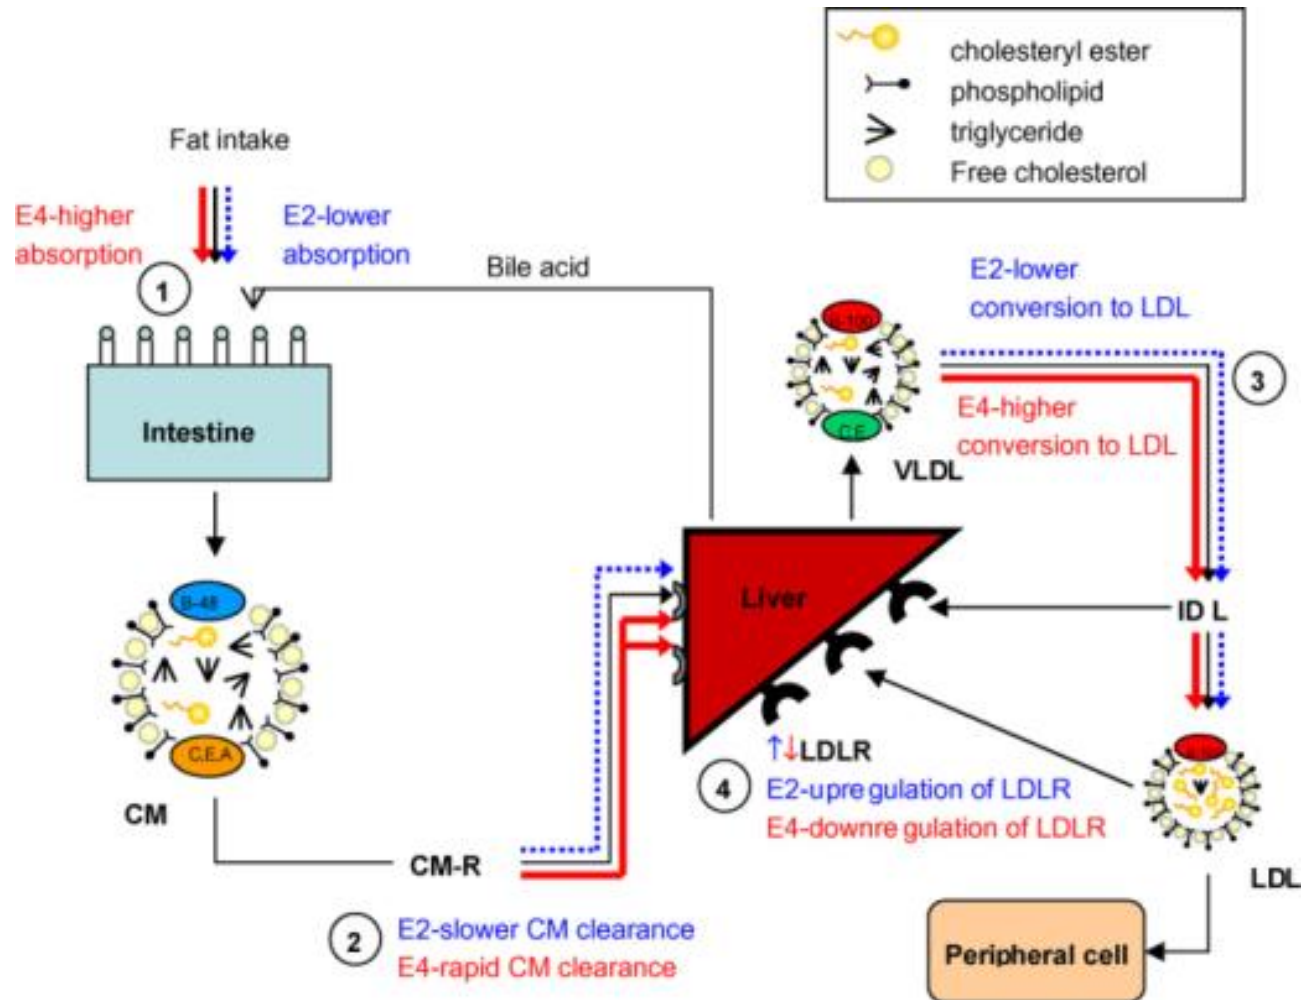 cholesteryl ester
phospholipid
triglyceride
Free cholesterol
Fat intake
E4-higher
absorption
E2-lower
absorption
1
Bile acid
Intestine
E2-lower
conversion to LDL
3
B-100
C.E
E4-higher
conversion to LDL
VLDL
Liver
ID L
B-48
C.E.A
CM
CM-R
↑↓LDLR
4
E2-upre gulation of LDLR
E4-downre gulation of LDLR
LDL
2
E2-slower CM clearance
E4-rapid CM clearance
Peripheral cell